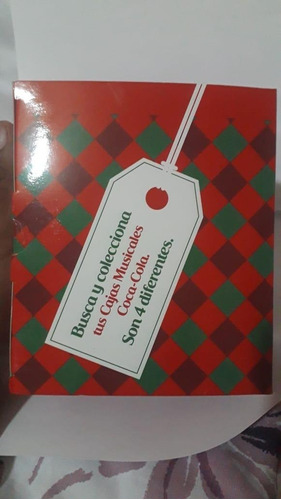 Busca y colecciona
tus Cajas Musicales
Coca-Cola.
Son 4 diferentes.